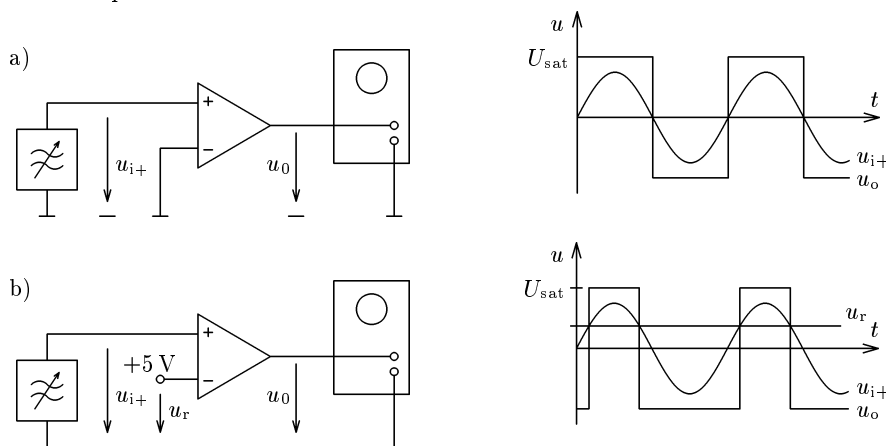 a)
+
−
u_i+
u_0
u
U_sat
t
u_i+
u_o
b)
+
+5 V
−
u_i+
u_r
u_0
u
U_sat
u_r
t
u_i+
u_o